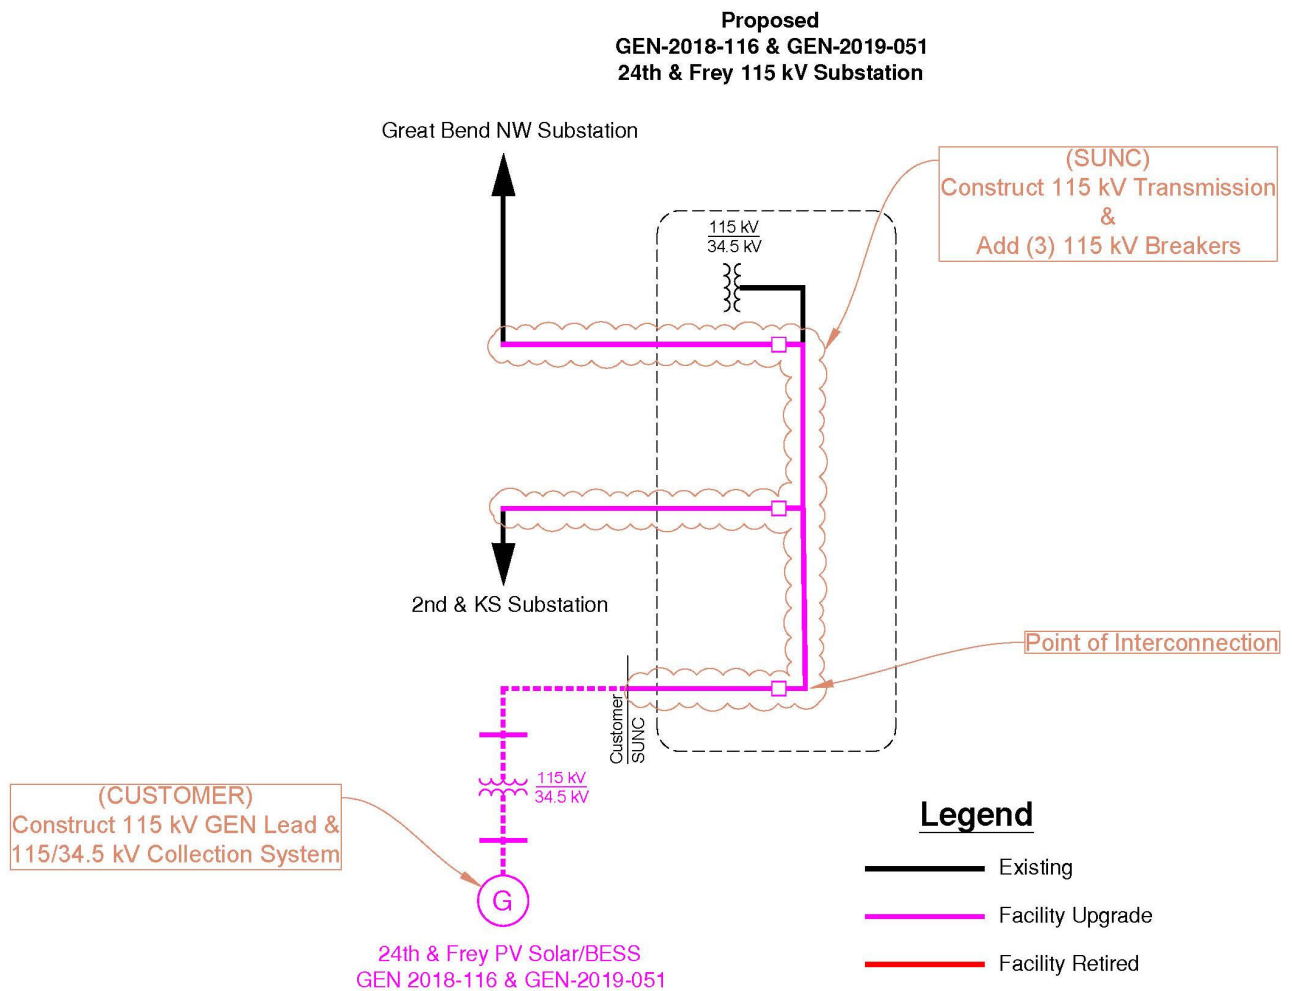 Proposed
GEN-2018-116 & GEN-2019-051
24th & Frey 115 kV Substation
Great Bend NW Substation
(SUNC)
Construct 115 kV Transmission
&
Add (3) 115 kV Breakers
115 kV
34.5 kV
2nd & KS Substation
Point of Interconnection
Customer
SUNC
115 kV
34.5 kV
(CUSTOMER)
Construct 115 kV GEN Lead &
115/34.5 kV Collection System
G
24th & Frey PV Solar/BESS
GEN 2018-116 & GEN-2019-051
Legend
Existing
Facility Upgrade
Facility Retired